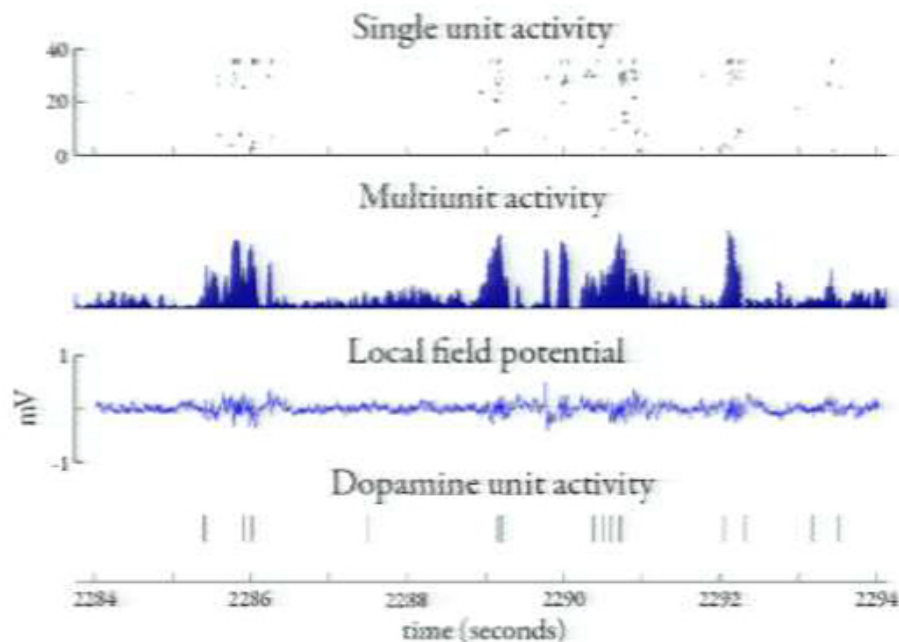 Single unit activity
40
20
0
Multiunit activity
Local field potential
1
mV
-1
Dopamine unit activity
2284 2286 2288 2290 2292 2294
time (seconds)